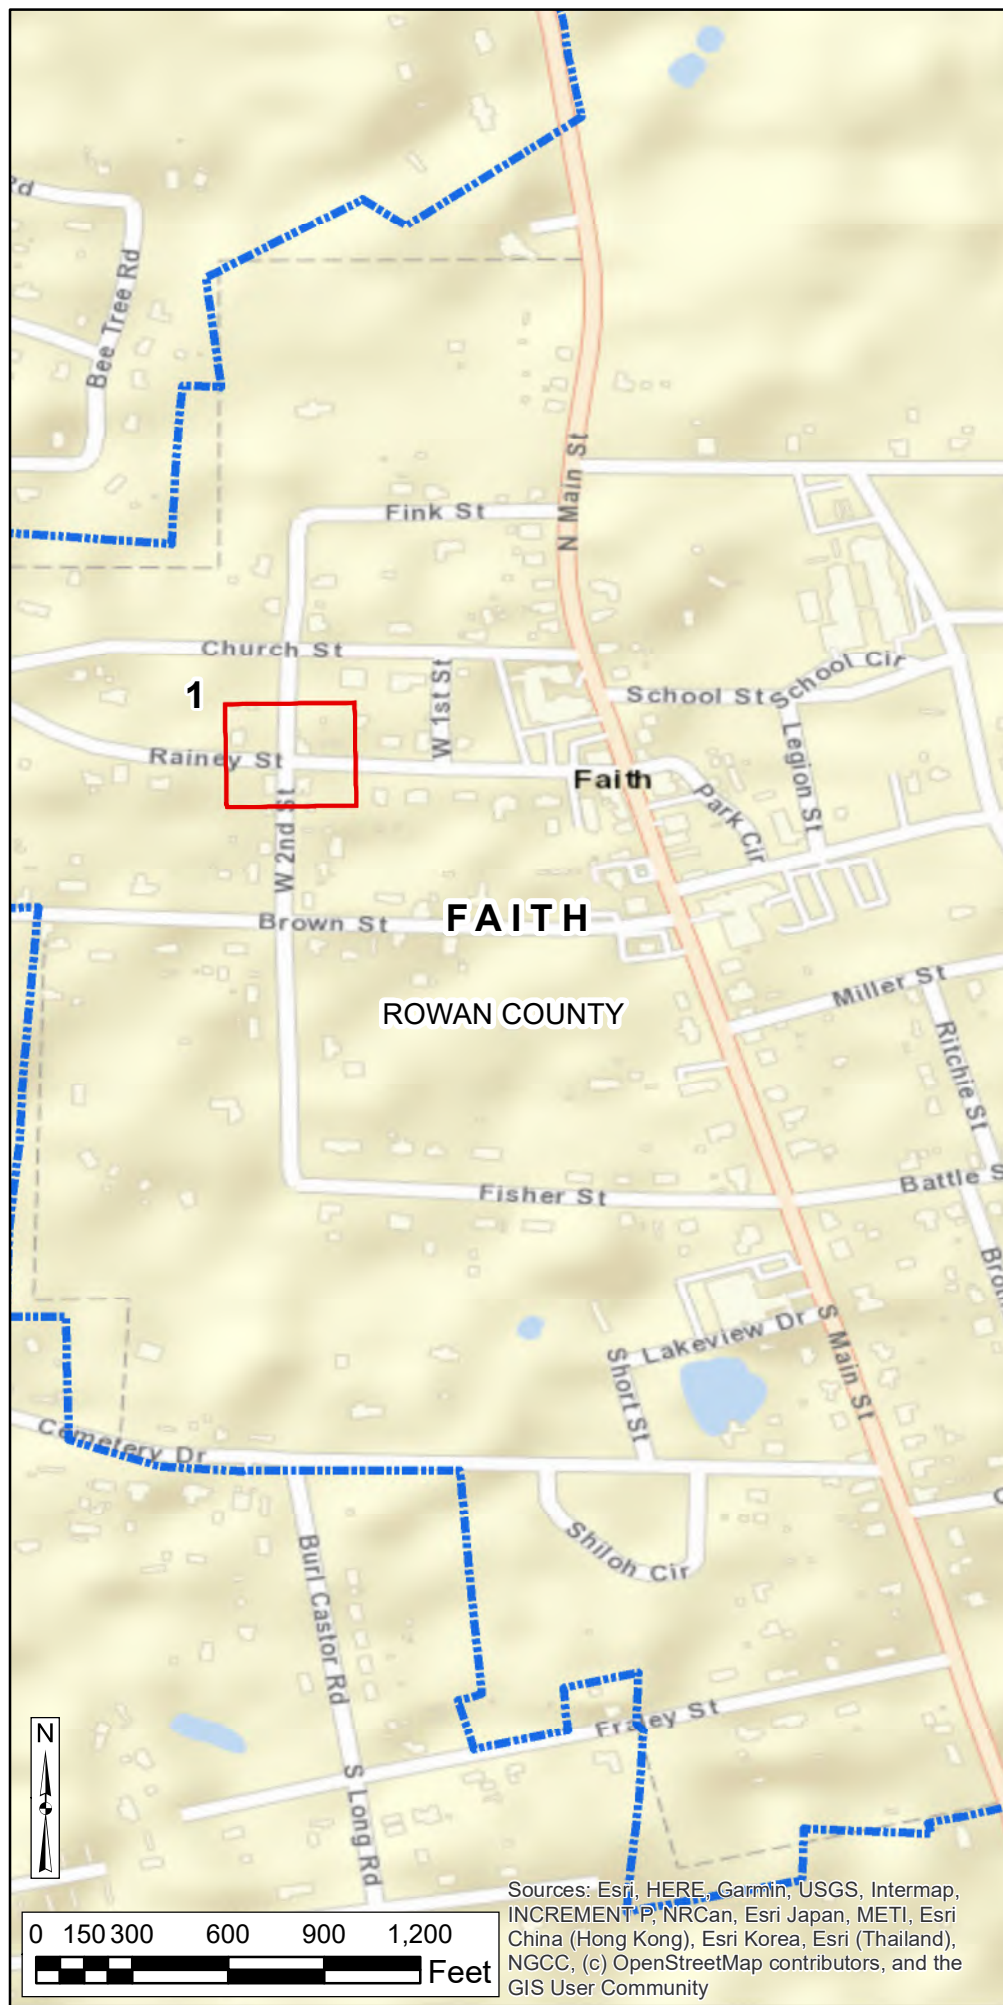 Rd
Bee Tree Rd
Fink St
N Main St
Church St
W 1st St
School St
School Cir
1
Rainey St
Legion St
Faith
Park Cir
W 2nd St
Brown St
FAITH
Miller St
ROWAN COUNTY
Ritchie St
Battle S
Fisher St
Brot
Lakeview Dr
S Main St
Short St
Cemetery Dr
Shiloh Cir
Burl Castor Rd
Fraley St
S Long Rd
N
Sources: Esri, HERE, Garmin, USGS, Intermap,
INCREMENT P, NRCan, Esri Japan, METI, Esri
China (Hong Kong), Esri Korea, Esri (Thailand),
NGCC, (c) OpenStreetMap contributors, and the
GIS User Community
0 150 300 600 900 1,200
Feet